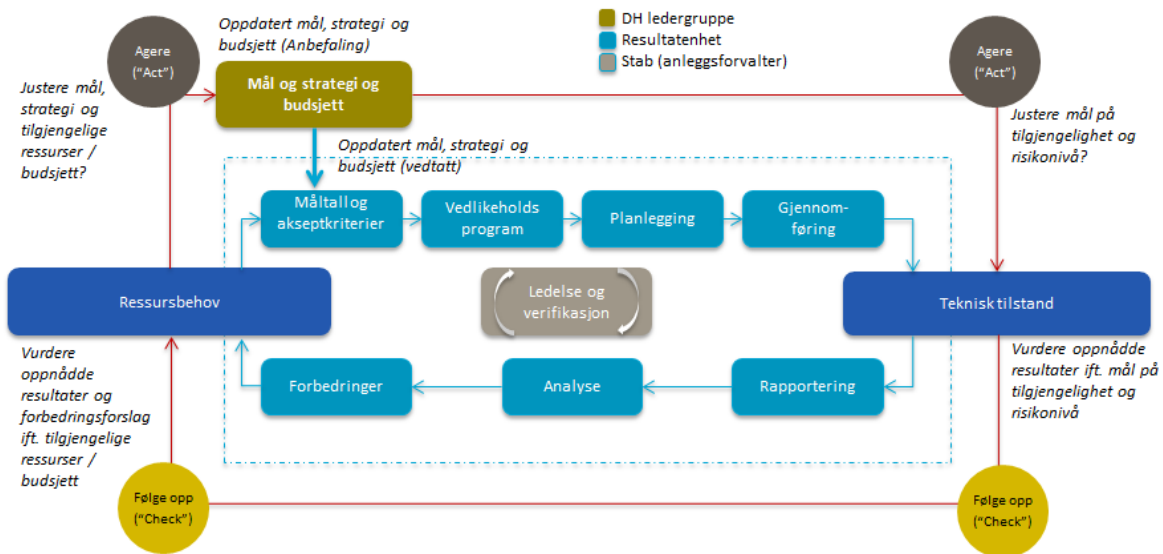 Oppdatert mål, strategi og
budsjett (Anbefaling)
DH ledergruppe
Resultatenhet
Stab (anleggsforvalter)
Agere
(“Act”)
Mål og strategi og
budsjett
Agere
(“Act”)
Justere mål,
strategi og
tilgjengelige
ressurser /
budsjett?
Oppdatert mål, strategi og
budsjett (vedtatt)
Justere mål på
tilgjengelighet og
risikonivå?
Måltall og
akseptkriterier
Vedlikeholds
program
Planlegging
Gjennom-
føring
Ressursbehov
Ledelse og
verifikasjon
Teknisk tilstand
Vurdere
oppnådde
resultater og
forbedringsforslag
ift. tilgjengelige
ressurser /
budsjett
Forbedringer
Analyse
Rapportering
Vurdere oppnådde
resultater ift. mål på
tilgjengelighet og
risikonivå
Følge opp
(“Check”)
Følge opp
(“Check”)